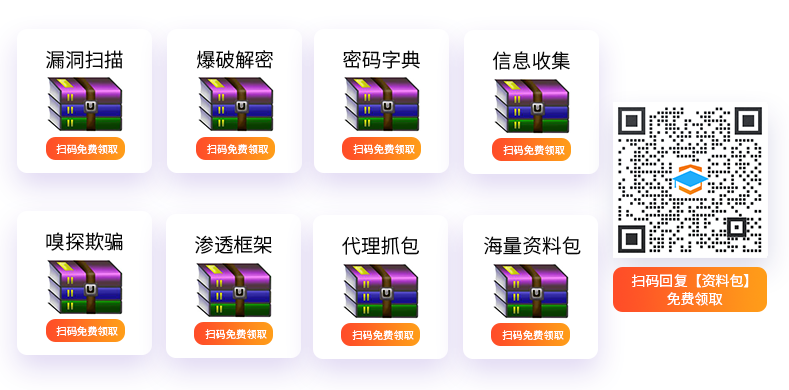 漏洞扫描
扫码免费领取
爆破解密
扫码免费领取
密码字典
扫码免费领取
信息收集
扫码免费领取
嗅探欺骗
扫码免费领取
渗透框架
扫码免费领取
代理抓包
扫码免费领取
海量资料包
扫码免费领取
扫码回复【资料包】
免费领取